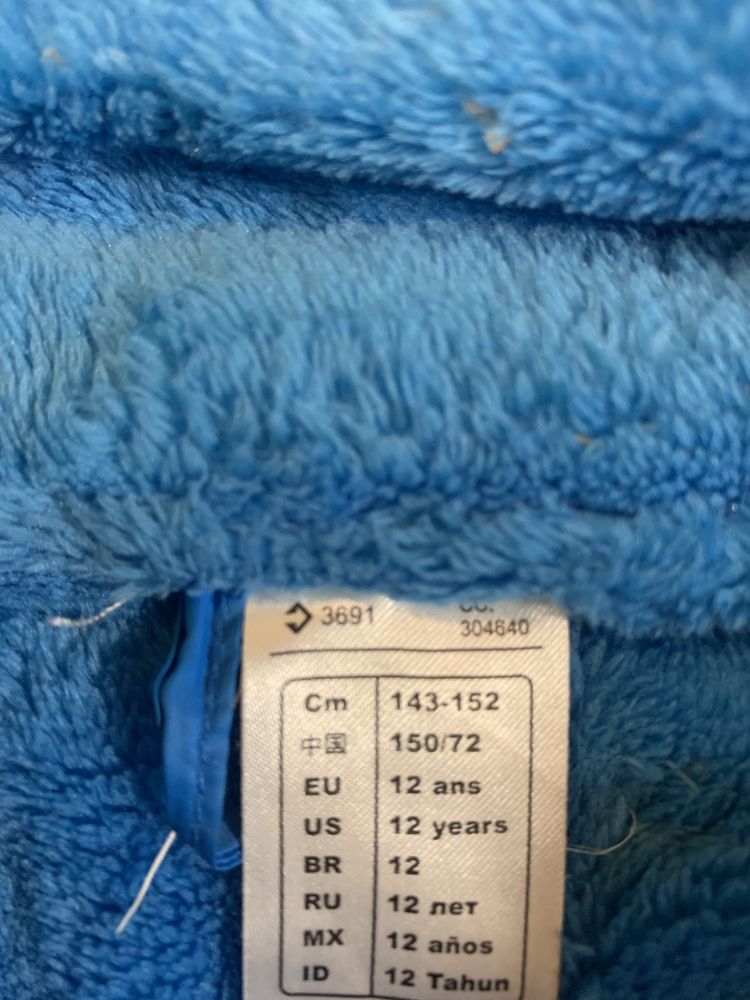 3691
304640
Cm 143-152
中国 150/72
EU 12 ans
US 12 years
BR 12
RU 12 лет
MX 12 años
ID 12 Tahun